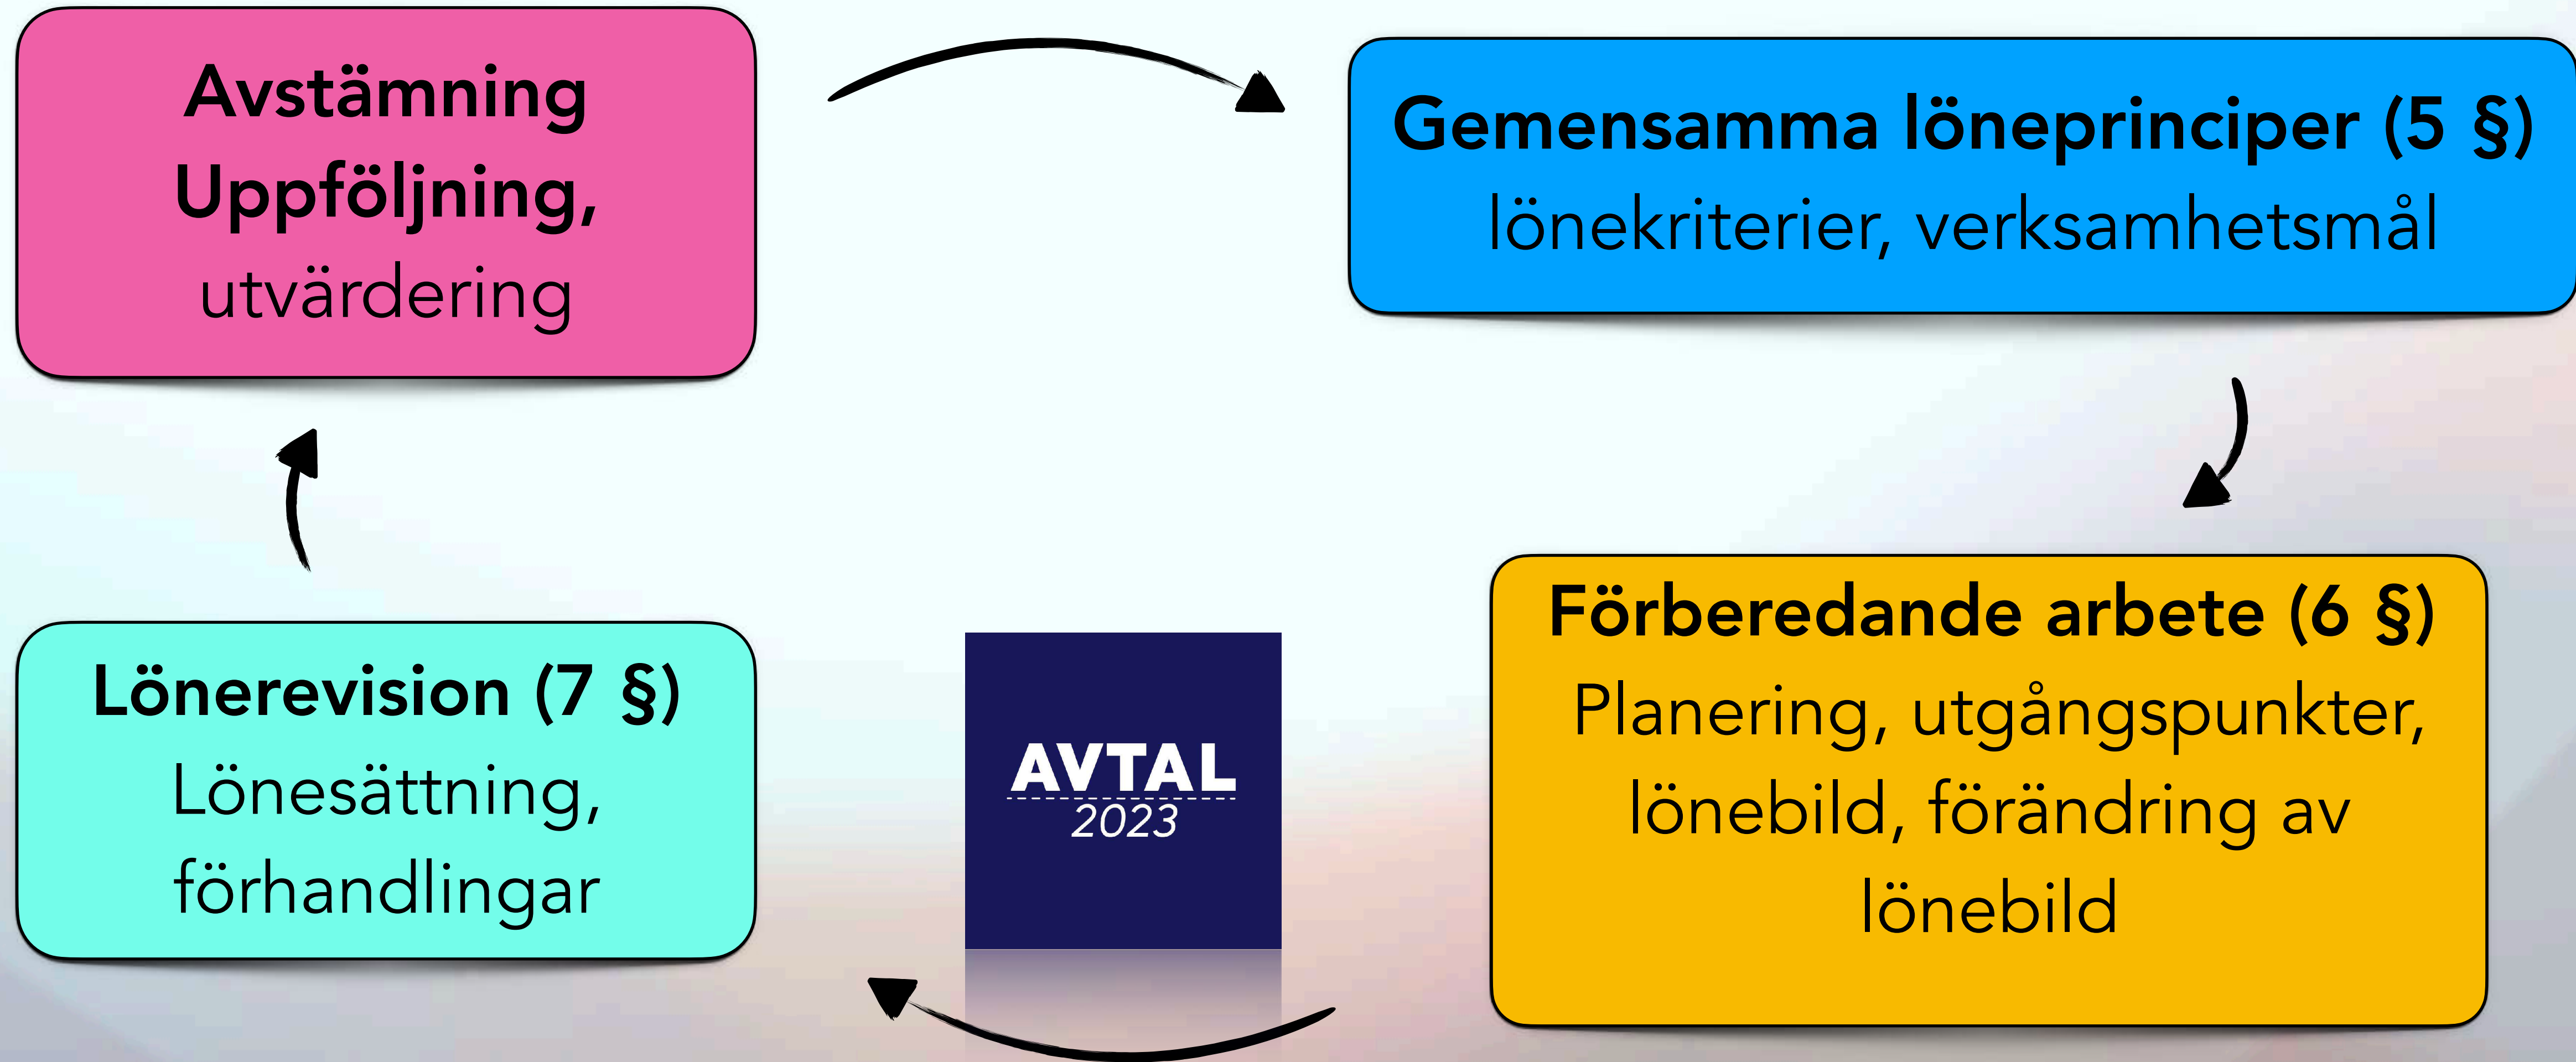 Avstämning
Uppföljning,
utvärdering
Gemensamma löneprinciper (5 §)
lönekriterier, verksamhetsmål
Förberedande arbete (6 §)
Planering, utgångspunkter,
lönebild, förändring av
lönebild
Lönerevision (7 §)
Lönesättning,
förhandlingar
AVTAL
2023